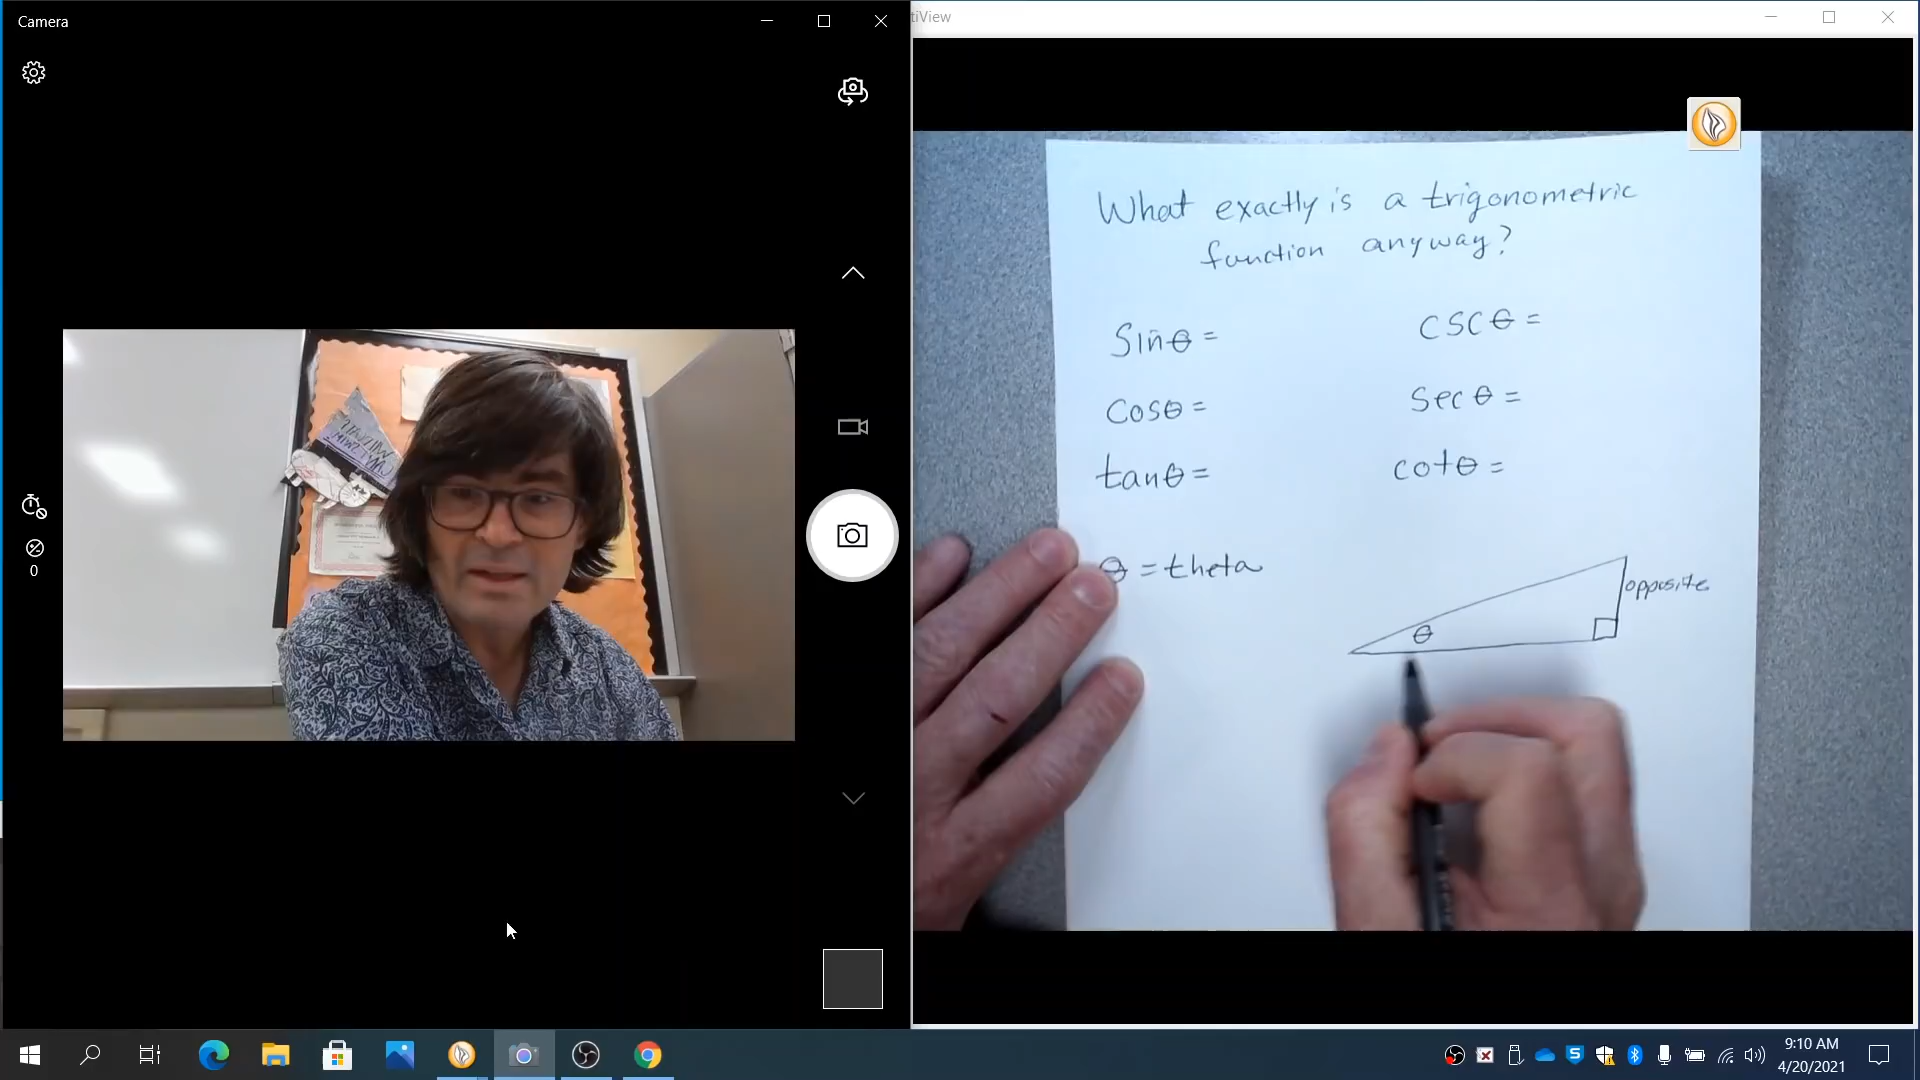 Camera
tiView
What exactly is a trigonometric
function anyway?
Sinθ =
cscθ =
cosθ =
secθ =
tanθ =
cotθ =
θ = theta
opposite
θ
0
9:10 AM
4/20/2021